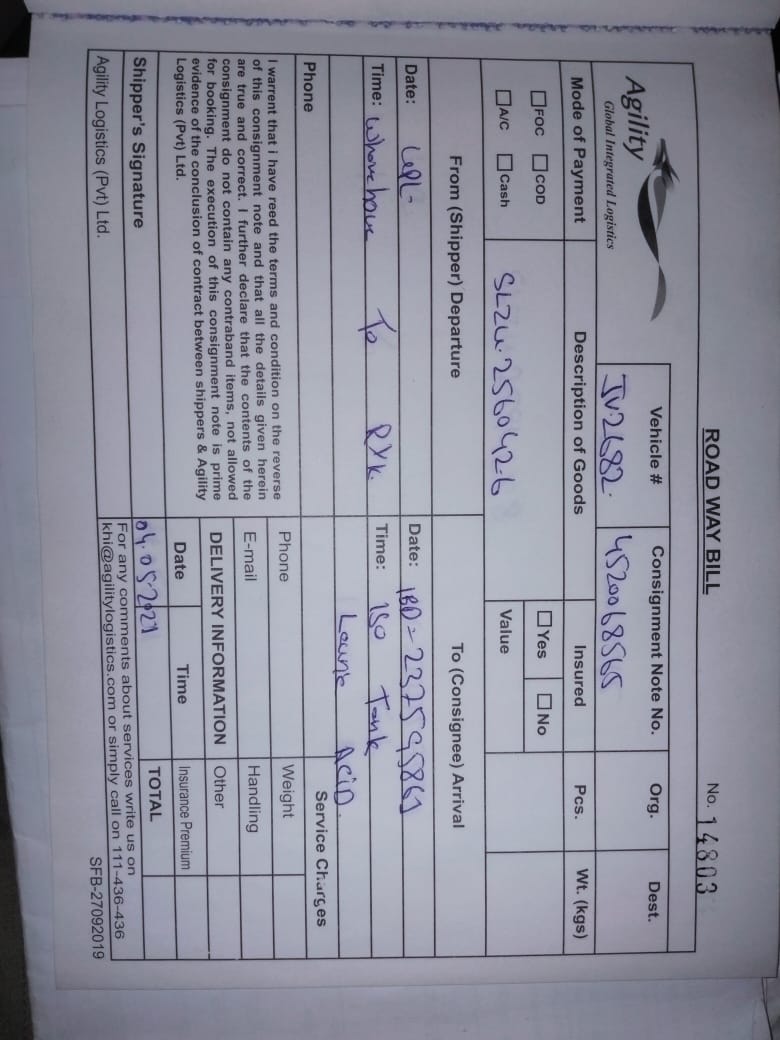 ROAD WAY BILL
No. 14803
Agility
Global Integrated Logistics
Vehicle #
JV.2682.
Consignment Note No.
4520068565
Org.
Dest.
Mode of Payment
FOC COD
A/C Cash
Description of Goods
SLZU.2560426
Insured
Yes No
Value
Pcs.
Wt. (kgs)
From (Shipper) Departure
To (Consignee) Arrival
Date:
Time: To RYK.
Date: IBD = 237595861
Time: ISO Tank
ACiD.
Phone
I warrent that i have reed the terms and condition on the reverse
of this consignment note and that all the details given herein
are true and correct. I further declare that the contents of the
consignment do not contain any contraband items, not allowed
for booking. The execution of this consignment note is prime
evidence of the conclusion of contract between shippers & Agility
Logistics (Pvt) Ltd.
Shipper's Signature
Agility Logistics (Pvt) Ltd.
Phone
E-mail
DELIVERY INFORMATION
Date Time
04.05.2021
Service Charges
Weight
Handling
Other
Insurance Premium
TOTAL
For any comments about services write us on
khi@agilitylogistics.com or simply call on 111-436-436
SFB-27092019